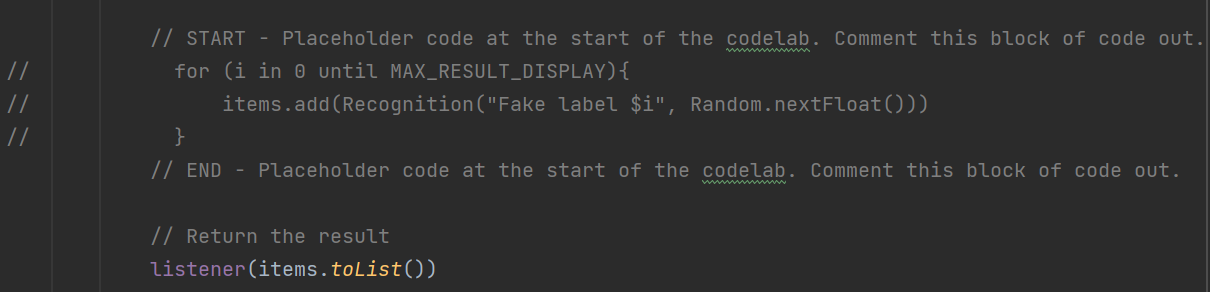 // START - Placeholder code at the start of the codelab. Comment this block of code out.
//            for (i in 0 until MAX_RESULT_DISPLAY){
//                items.add(Recognition("Fake label $i", Random.nextFloat()))
//            }
// END - Placeholder code at the start of the codelab. Comment this block of code out.
// Return the result
listener(items.toList())